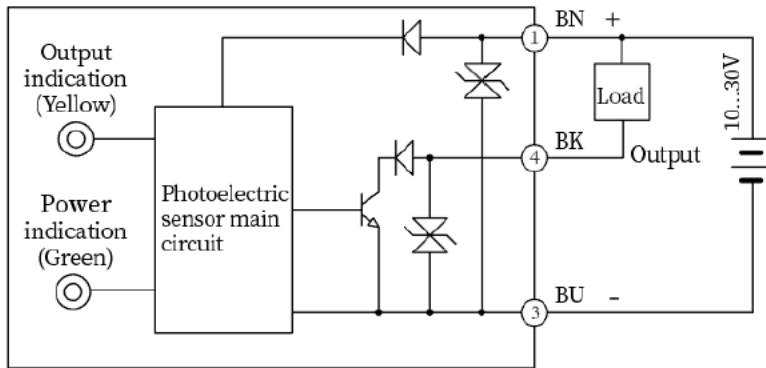 Output
indication
(Yellow)
Power
indication
(Green)
Photoelectric
sensor main
circuit
1
BN +
Load
10...30V
4
BK
Output
3
BU -